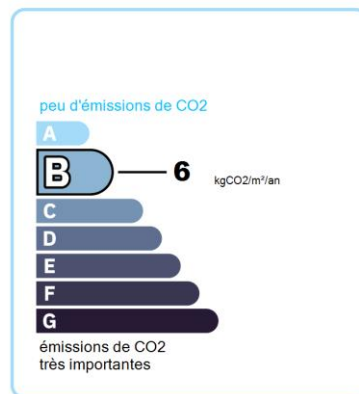 peu d'émissions de CO2
A
B
6
kgCO2/m²/an
C
D
E
F
G
émissions de CO2
très importantes